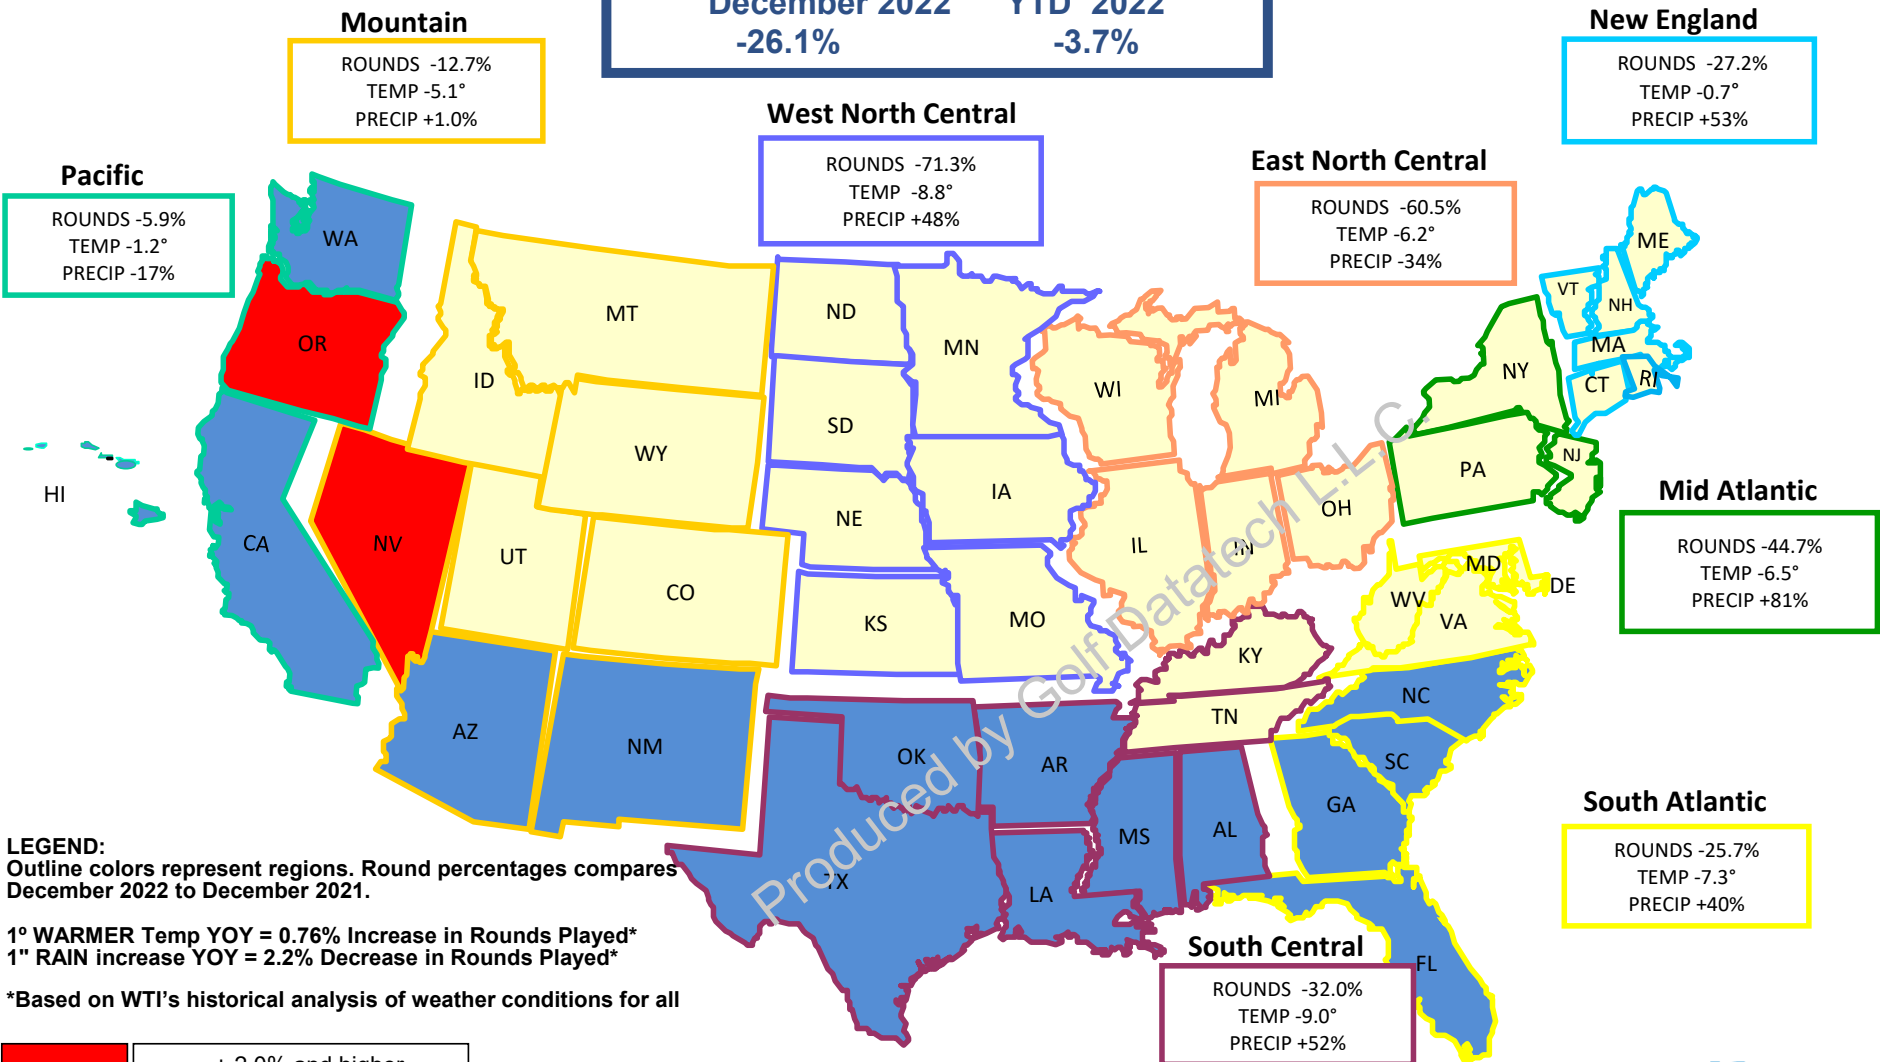 December 2022 YTD 2022
-26.1% -3.7%
Mountain
ROUNDS -12.7%
TEMP -5.1°
PRECIP +1.0%
New England
ROUNDS -27.2%
TEMP -0.7°
PRECIP +53%
West North Central
ROUNDS -71.3%
TEMP -8.8°
PRECIP +48%
East North Central
ROUNDS -60.5%
TEMP -6.2°
PRECIP -34%
Pacific
ROUNDS -5.9%
TEMP -1.2°
PRECIP -17%
WA
OR
CA
HI
NV
ID
MT
WY
UT
CO
AZ
NM
ND
SD
NE
KS
MN
IA
MO
WI
MI
IL
IN
OH
KY
TN
OK
AR
TX
LA
MS
AL
ME
VT
NH
MA
CT
RI
NY
PA
NJ
MD
DE
WV
VA
NC
SC
GA
FL
Mid Atlantic
ROUNDS -44.7%
TEMP -6.5°
PRECIP +81%
South Atlantic
ROUNDS -25.7%
TEMP -7.3°
PRECIP +40%
South Central
ROUNDS -32.0%
TEMP -9.0°
PRECIP +52%
Produced by Golf Datatech L.L.C.
LEGEND:
Outline colors represent regions. Round percentages compares
December 2022 to December 2021.
1º WARMER Temp YOY = 0.76% Increase in Rounds Played*
1" RAIN increase YOY = 2.2% Decrease in Rounds Played*
*Based on WTI's historical analysis of weather conditions for all
+ 2.0% and higher